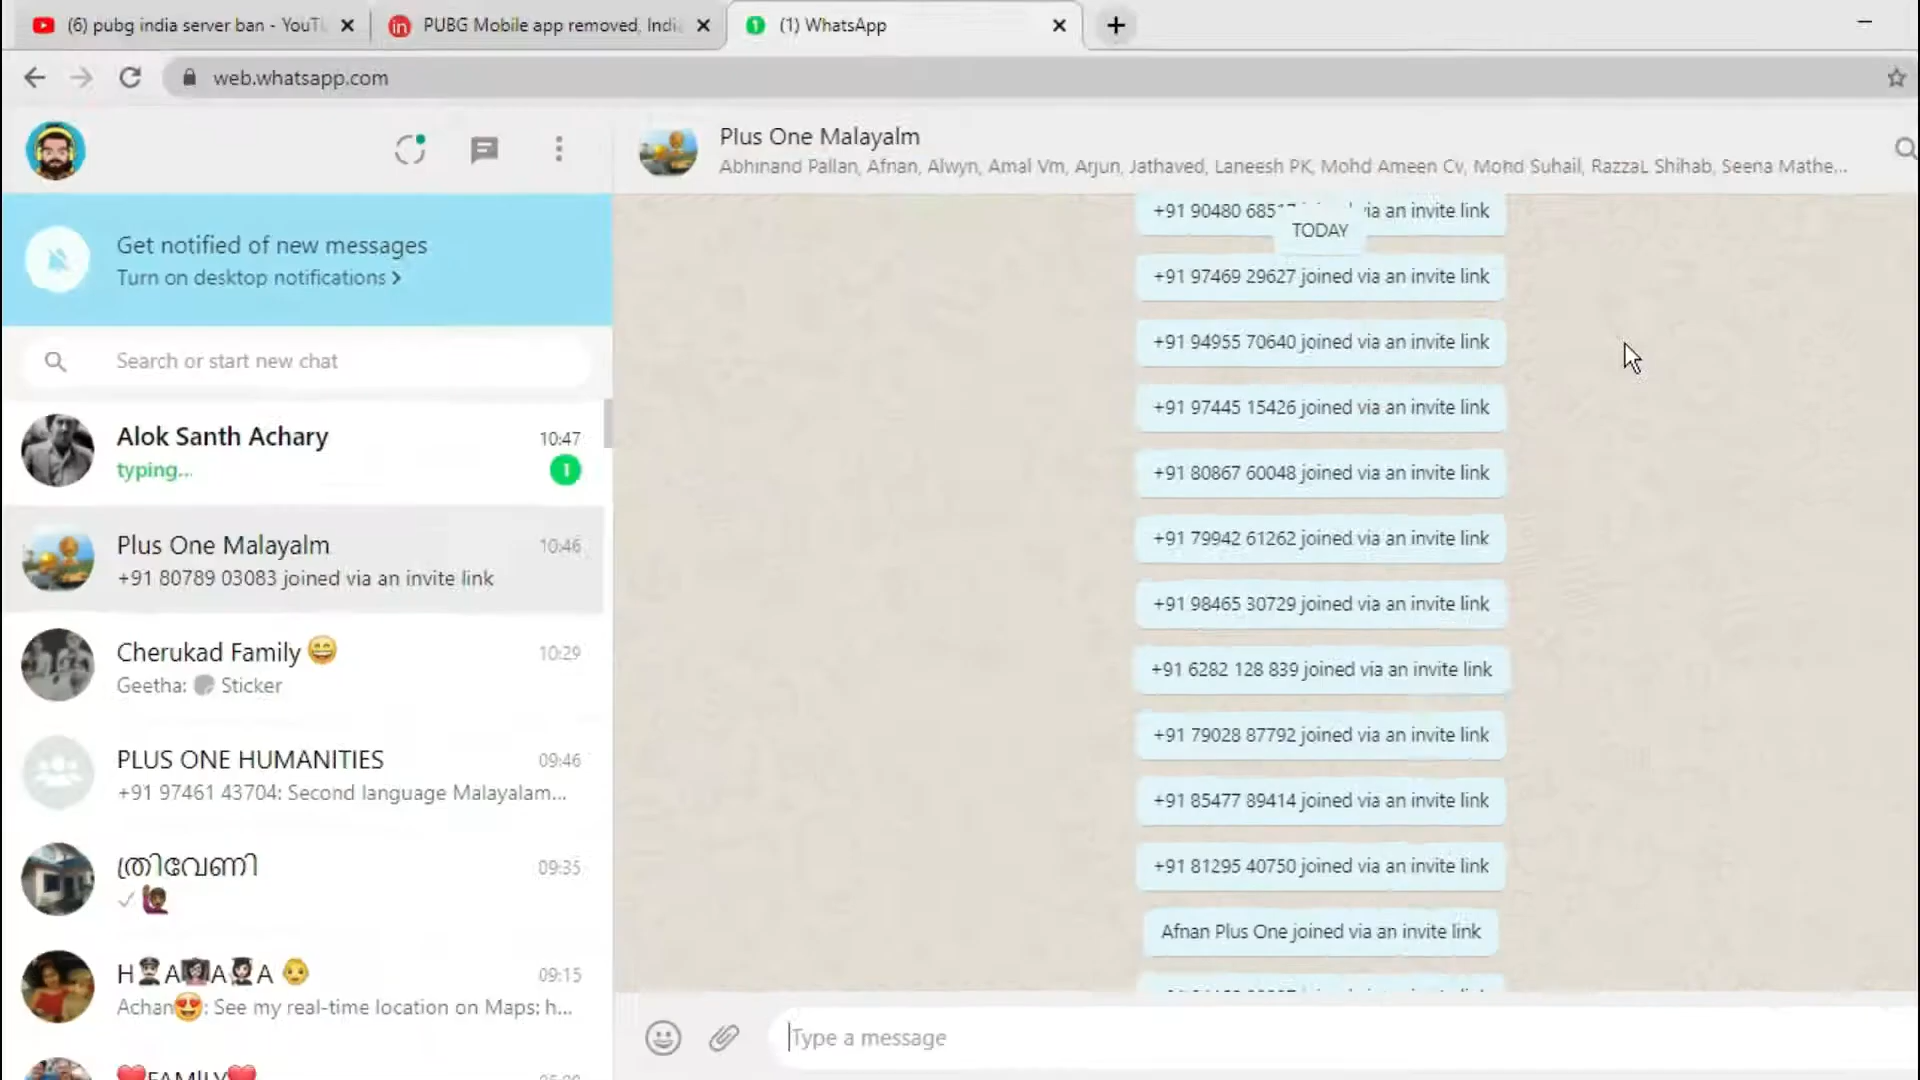 (6) pubg india server ban - YouT
PUBG Mobile app removed, Indi
(1) WhatsApp
web.whatsapp.com
Get notified of new messages
Turn on desktop notifications >
Search or start new chat
Alok Santh Achary
10:47
typing...
1
Plus One Malayalm
10:46
+91 80789 03083 joined via an invite link
Cherukad Family 😄
10:29
Geetha: Sticker
PLUS ONE HUMANITIES
09:46
+91 97461 43704: Second language Malayalam...
ത്രിവേണി
09:35
H A A A
09:15
Achan😍: See my real-time location on Maps: h...
❤️FAMILY❤️
Plus One Malayalm
Abhinand Pallan, Afnan, Alwyn, Amal Vm, Arjun, Jathaved, Laneesh PK, Mohd Ameen Cv, Mohd Suhail, RazzaL Shihab, Seena Mathe...
+91 90480 via an invite link
TODAY
+91 97469 29627 joined via an invite link
+91 94955 70640 joined via an invite link
+91 97445 15426 joined via an invite link
+91 80867 60048 joined via an invite link
+91 79942 61262 joined via an invite link
+91 98465 30729 joined via an invite link
+91 6282 128 839 joined via an invite link
+91 79028 87792 joined via an invite link
+91 85477 89414 joined via an invite link
+91 81295 40750 joined via an invite link
Afnan Plus One joined via an invite link
Type a message